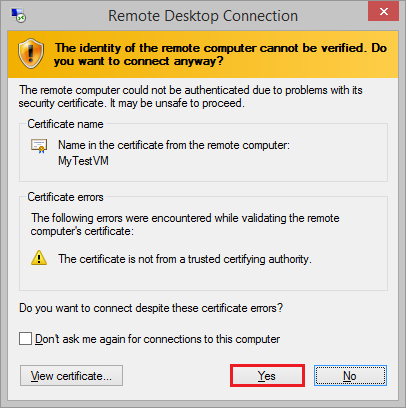 Remote Desktop Connection
The identity of the remote computer cannot be verified. Do
you want to connect anyway?
The remote computer could not be authenticated due to problems with its
security certificate. It may be unsafe to proceed.
Certificate name
Name in the certificate from the remote computer:
MyTestVM
Certificate errors
The following errors were encountered while validating the remote
computer's certificate:
The certificate is not from a trusted certifying authority.
Do you want to connect despite these certificate errors?
Don't ask me again for connections to this computer
View certificate... Yes No